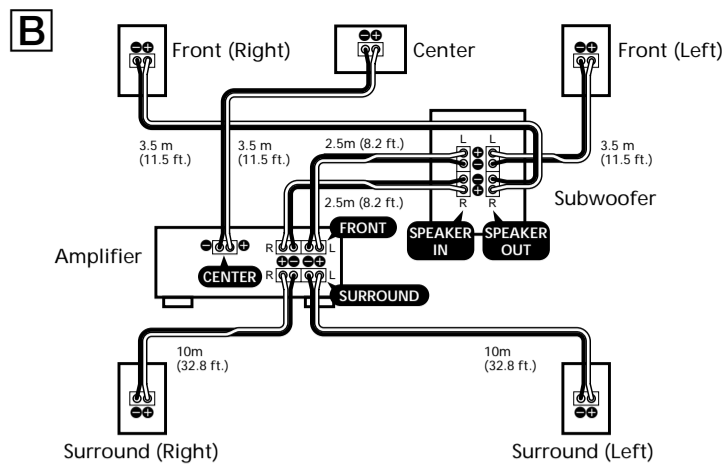 B
Front (Right)
Center
Front (Left)
3.5 m
(11.5 ft.)
3.5 m
(11.5 ft.)
2.5m (8.2 ft.)
L
L
3.5 m
(11.5 ft.)
2.5m (8.2 ft.)
R
R
Subwoofer
SPEAKER
IN
SPEAKER
OUT
Amplifier
CENTER
R
L
FRONT
R
L
SURROUND
10m
(32.8 ft.)
10m
(32.8 ft.)
Surround (Right)
Surround (Left)